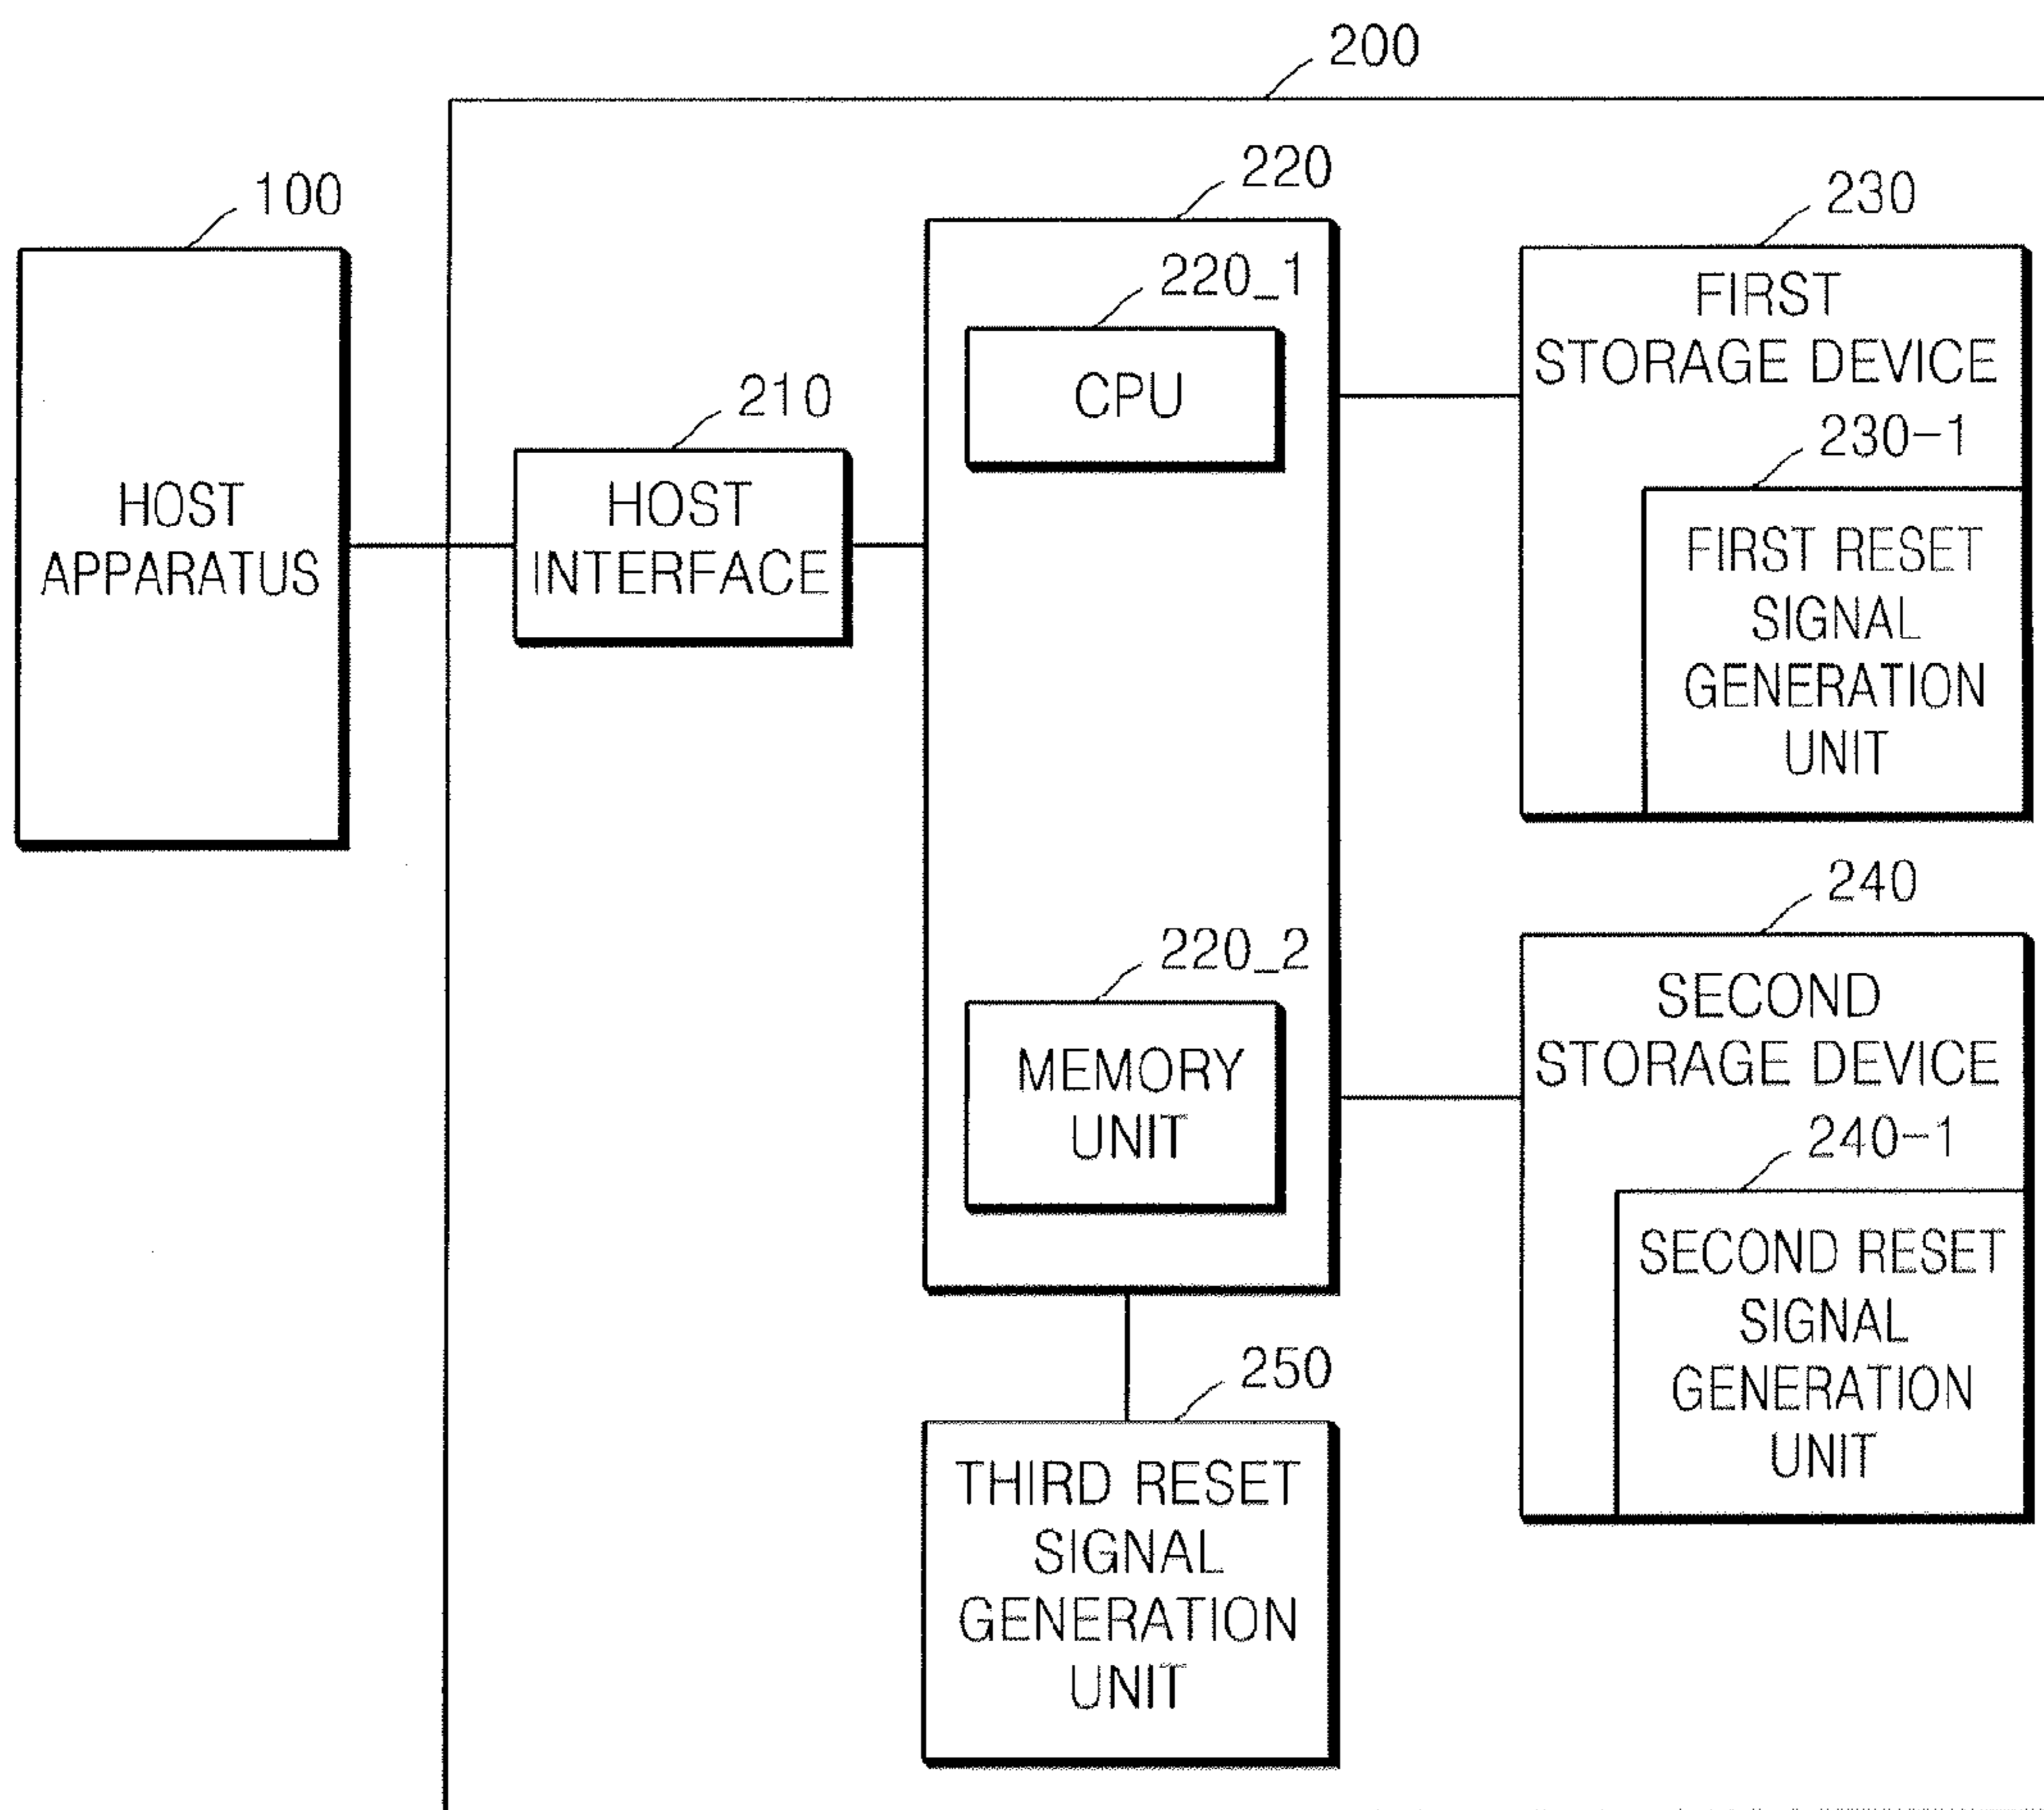 200
100
HOST
APPARATUS
210
HOST
INTERFACE
220
220_1
CPU
220_2
MEMORY
UNIT
230
FIRST
STORAGE DEVICE
230-1
FIRST RESET
SIGNAL
GENERATION
UNIT
240
SECOND
STORAGE DEVICE
240-1
SECOND RESET
SIGNAL
GENERATION
UNIT
250
THIRD RESET
SIGNAL
GENERATION
UNIT